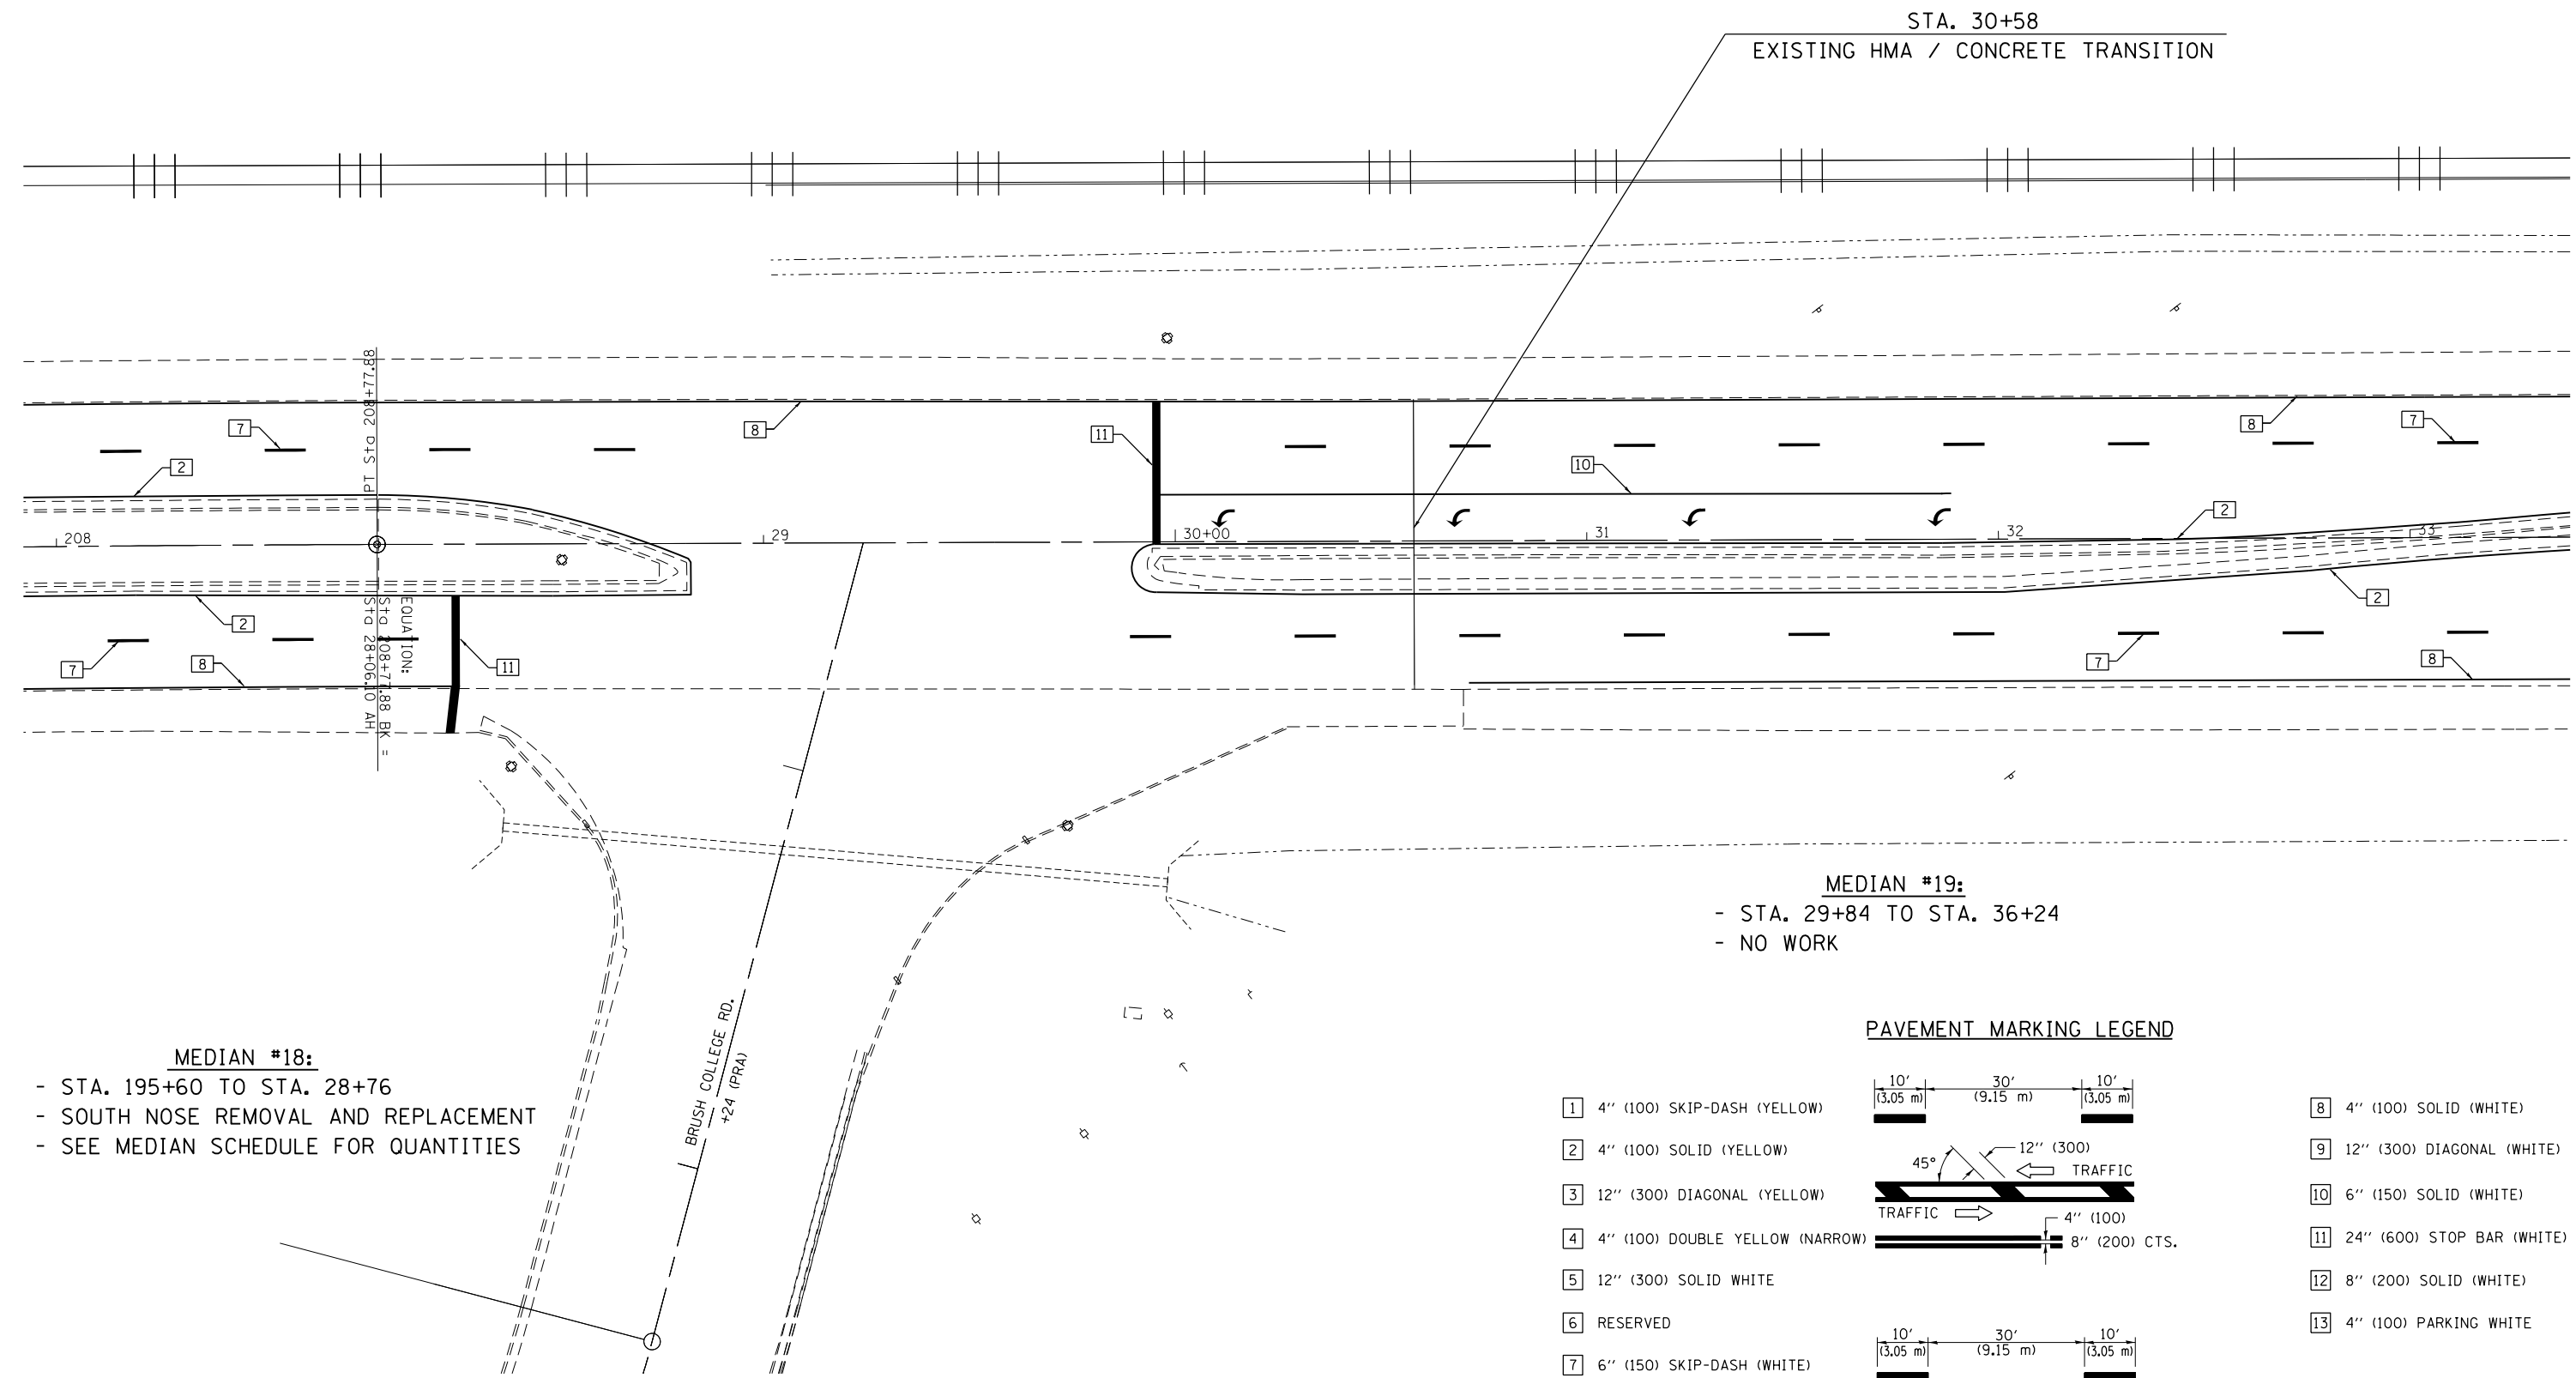 STA. 30+58
EXISTING HMA / CONCRETE TRANSITION
PT Sta 208+77.88
7
8
11
8
7
2
10
2
208
29
30+00
31
32
33
2
EQUATION:
Sta 208+77.88 BK =
Sta 28+06.10 AH
2
7
8
11
7
8
MEDIAN #19:
- STA. 29+84 TO STA. 36+24
- NO WORK
BRUSH COLLEGE RD.
+24 (PRA)
MEDIAN #18:
- STA. 195+60 TO STA. 28+76
- SOUTH NOSE REMOVAL AND REPLACEMENT
- SEE MEDIAN SCHEDULE FOR QUANTITIES
PAVEMENT MARKING LEGEND
10' 30' 10'
(3.05 m) (9.15 m) (3.05 m)
1 4'' (100) SKIP-DASH (YELLOW)
2 4'' (100) SOLID (YELLOW)
45° 12'' (300)
TRAFFIC
3 12'' (300) DIAGONAL (YELLOW)
TRAFFIC
4'' (100)
4 4'' (100) DOUBLE YELLOW (NARROW)
8'' (200) CTS.
5 12'' (300) SOLID WHITE
6 RESERVED
10' 30' 10'
(3.05 m) (9.15 m) (3.05 m)
7 6'' (150) SKIP-DASH (WHITE)
8 4'' (100) SOLID (WHITE)
9 12'' (300) DIAGONAL (WHITE)
10 6'' (150) SOLID (WHITE)
11 24'' (600) STOP BAR (WHITE)
12 8'' (200) SOLID (WHITE)
13 4'' (100) PARKING WHITE